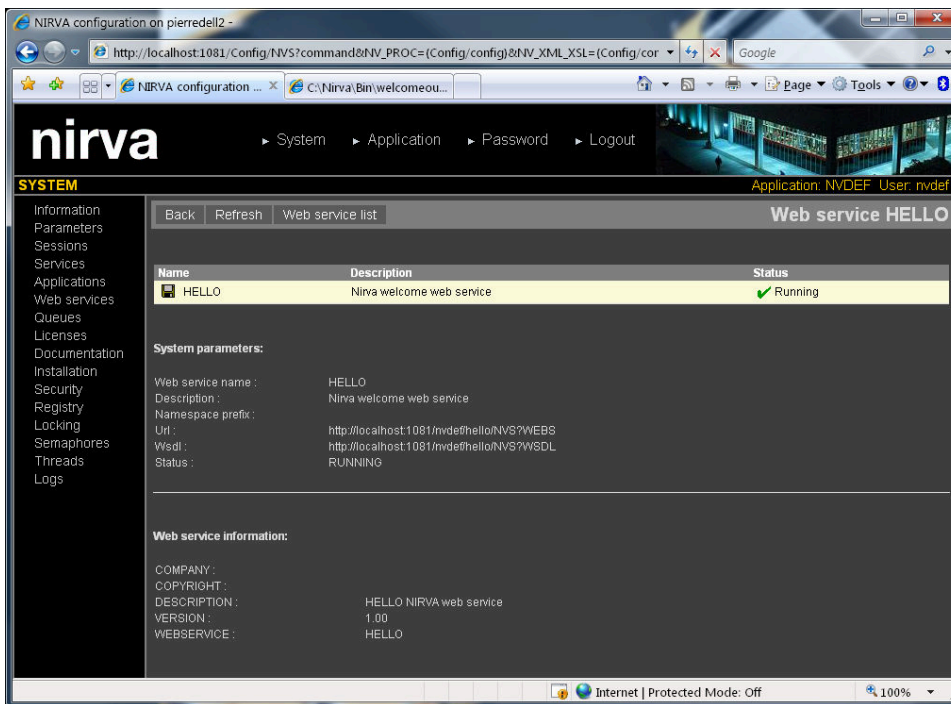 NIRVA configuration on pierredell2 -
http://localhost:1081/Config/NVS?command&NV_PROC=(Config/config)&NV_XML_XSL=(Config/cor
Google
NIRVA configuration ...
C:\Nirva\Bin\welcomeou...
Page
Tools
nirva
System
Application
Password
Logout
SYSTEM
Application: NVDEF User: nvdef
Information
Parameters
Sessions
Services
Applications
Web services
Queues
Licenses
Documentation
Installation
Security
Registry
Locking
Semaphores
Threads
Logs
Back
Refresh
Web service list
Web service HELLO
Name Description Status
HELLO Nirva welcome web service Running
System parameters:
Web service name : HELLO
Description : Nirva welcome web service
Namespace prefix :
Url : http://localhost:1081/nvdef/hello/NVS?WEBS
Wsdl : http://localhost:1081/nvdef/hello/NVS?WSDL
Status : RUNNING
Web service information:
COMPANY :
COPYRIGHT :
DESCRIPTION : HELLO NIRVA web service
VERSION : 1.00
WEBSERVICE : HELLO
Internet | Protected Mode: Off
100%